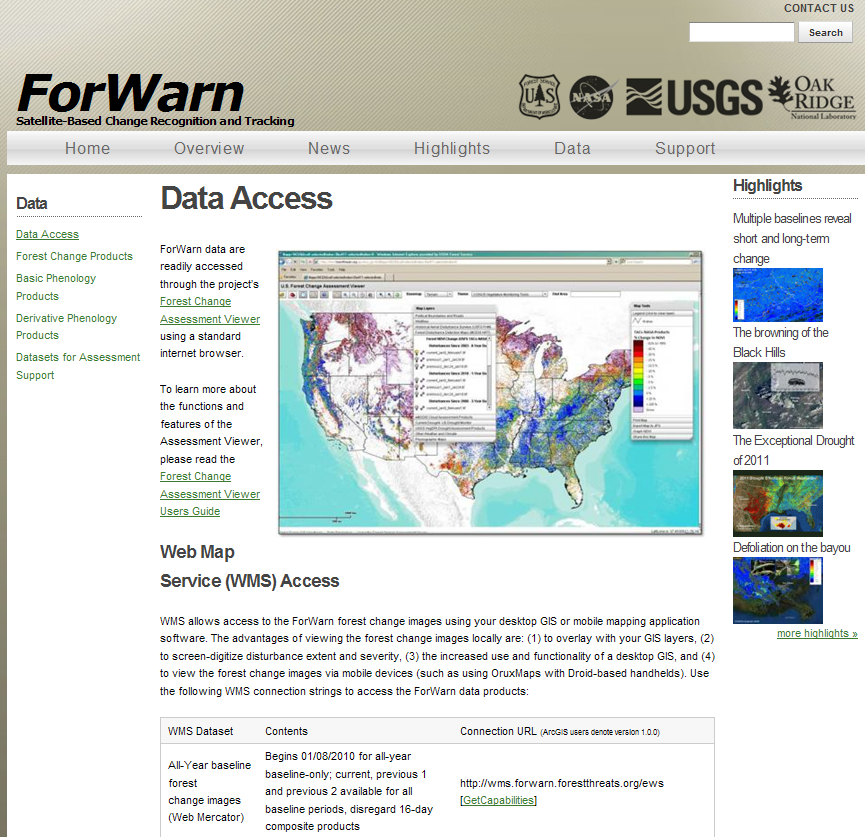 CONTACT US
Search
ForWarn
Satellite-Based Change Recognition and Tracking
NASA
USGS
OAK
RIDGE
National Laboratory
Home Overview News Highlights Data Support
Data
Data Access
Forest Change Products
Basic Phenology
Products
Derivative Phenology
Products
Datasets for Assessment
Support
Data Access
ForWarn data are
readily accessed
through the project's
Forest Change
Assessment Viewer
using a standard
internet browser.
To learn more about
the functions and
features of the
Assessment Viewer,
please read the
Forest Change
Assessment Viewer
Users Guide
U.S. Forest Change Assessment Viewer
Map Layers
Map Tools
Web Map
Service (WMS) Access
WMS allows access to the ForWarn forest change images using your desktop GIS or mobile mapping application
software. The advantages of viewing the forest change images locally are: (1) to overlay with your GIS layers, (2)
to screen-digitize disturbance extent and severity, (3) the increased use and functionality of a desktop GIS, and (4)
to view the forest change images via mobile devices (such as using OruxMaps with Droid-based handhelds). Use
the following WMS connection strings to access the ForWarn data products:
WMS Dataset Contents Connection URL (ArcGIS users denote version 1.0.0)
All-Year baseline
forest
change images
(Web Mercator)
Begins 01/08/2010 for all-year
baseline-only; current, previous 1
and previous 2 available for all
baseline periods, disregard 16-day
composite products
http://wms.forwarn.forestthreats.org/ews
[GetCapabilities]
Highlights
Multiple baselines reveal
short and long-term
change
The browning of the
Black Hills
The Exceptional Drought
of 2011
Defoliation on the bayou
more highlights »